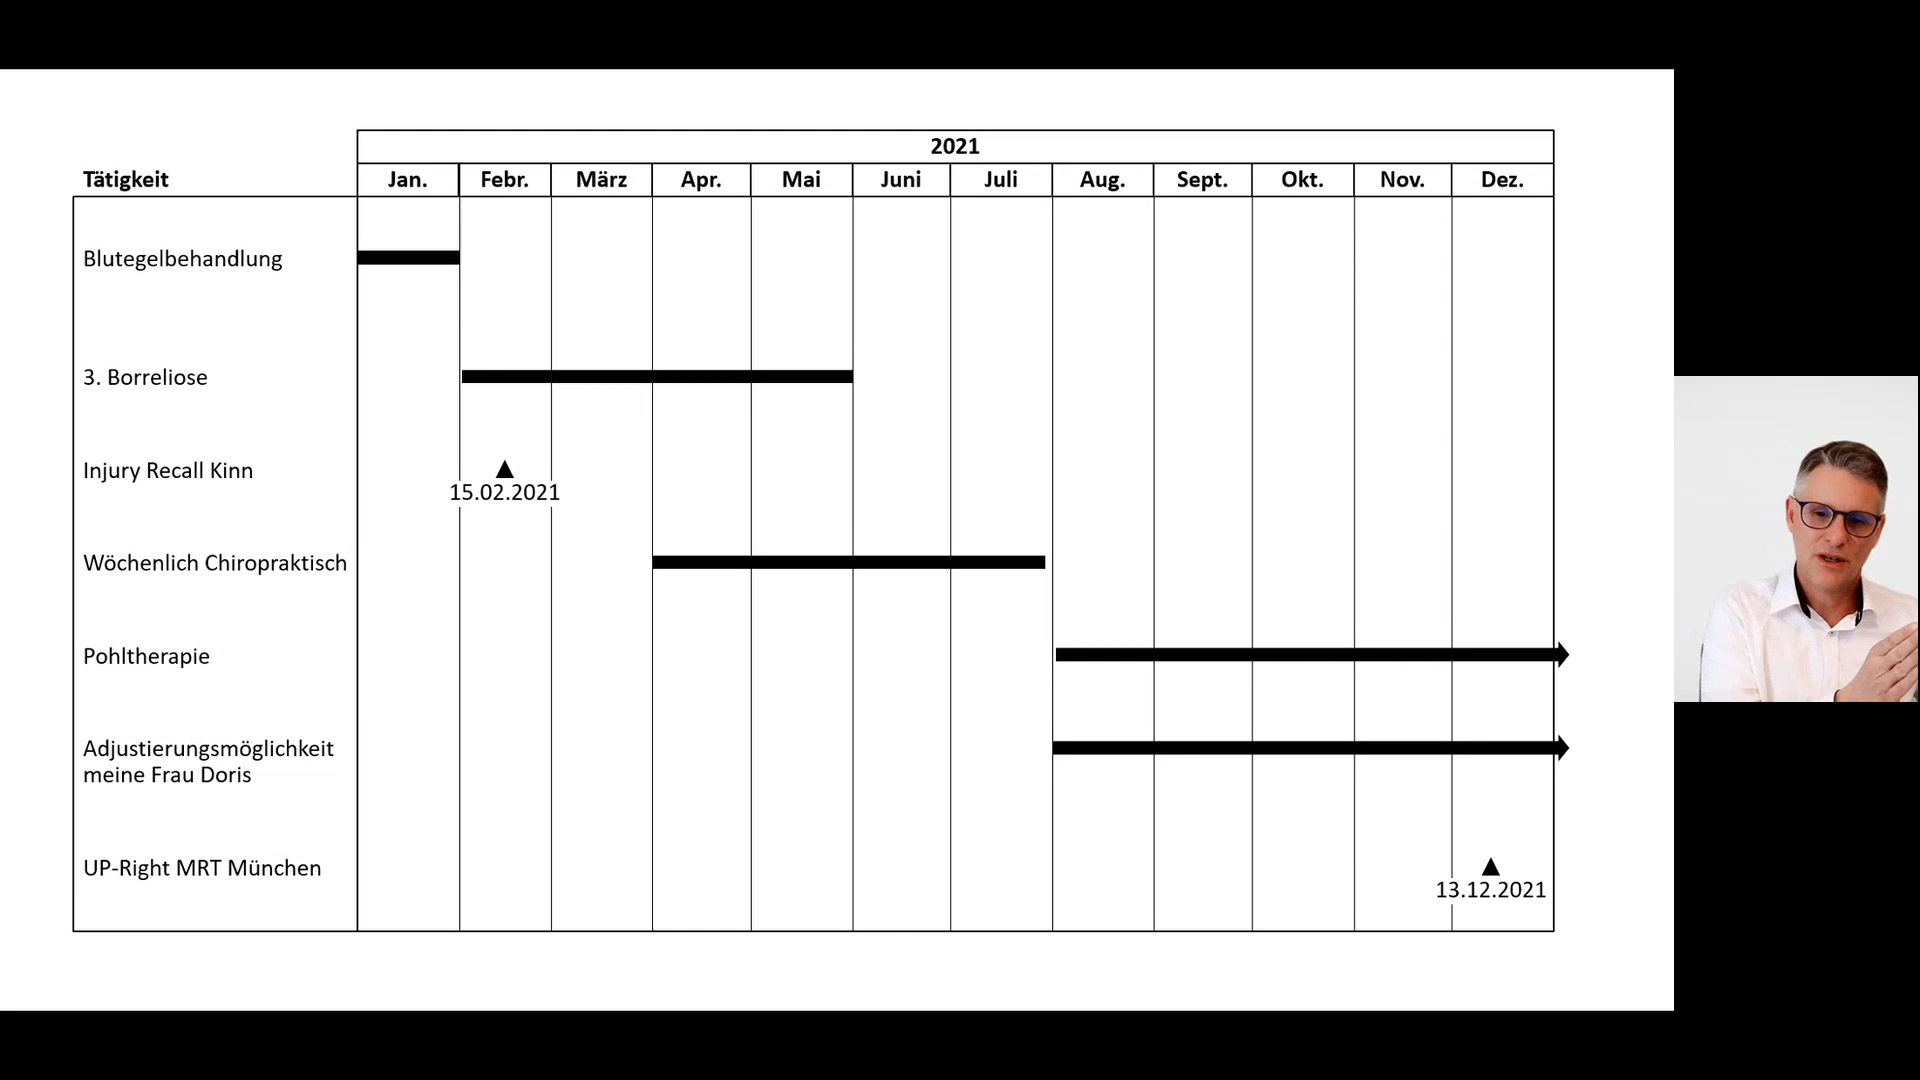 2021
Tätigkeit Jan. Febr. März Apr. Mai Juni Juli Aug. Sept. Okt. Nov. Dez.
Blutegelbehandlung
3. Borreliose
Injury Recall Kinn
15.02.2021
Wöchenlich Chiropraktisch
Pohltherapie
Adjustierungsmöglichkeit
meine Frau Doris
UP-Right MRT München
13.12.2021